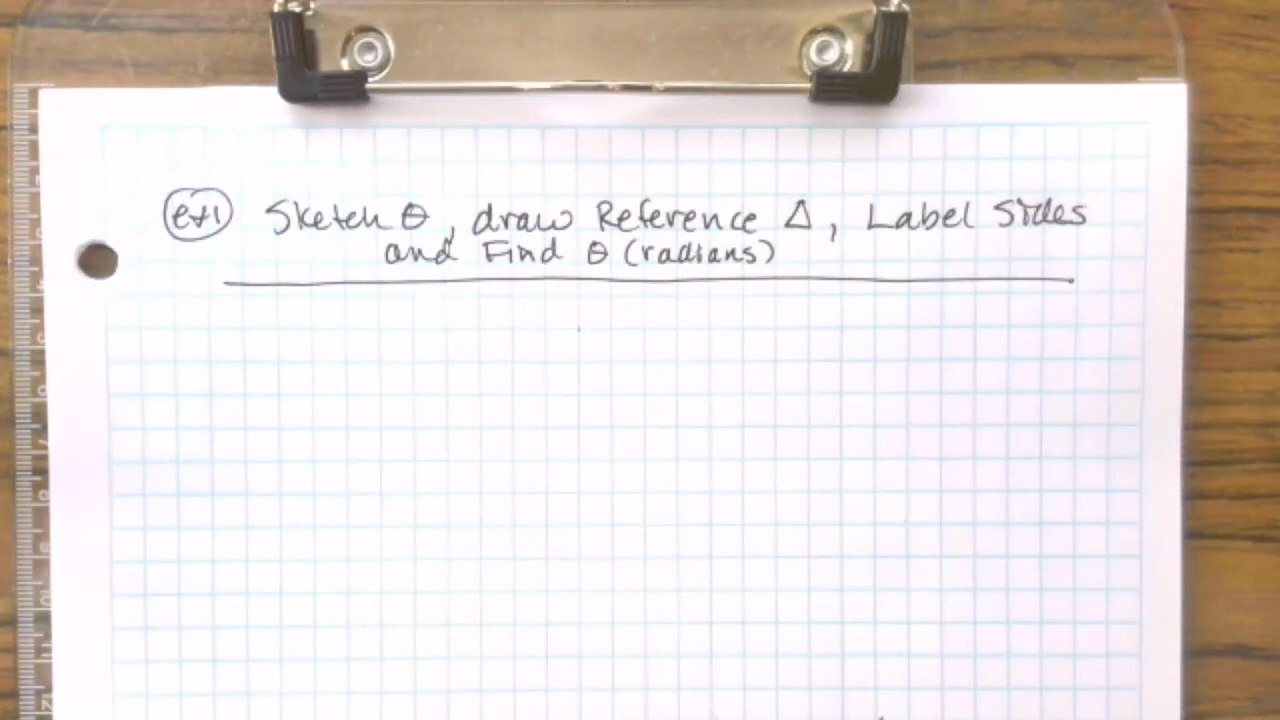 ex1 Sketch θ, draw Reference Δ, Label Sides
and Find θ (radians)